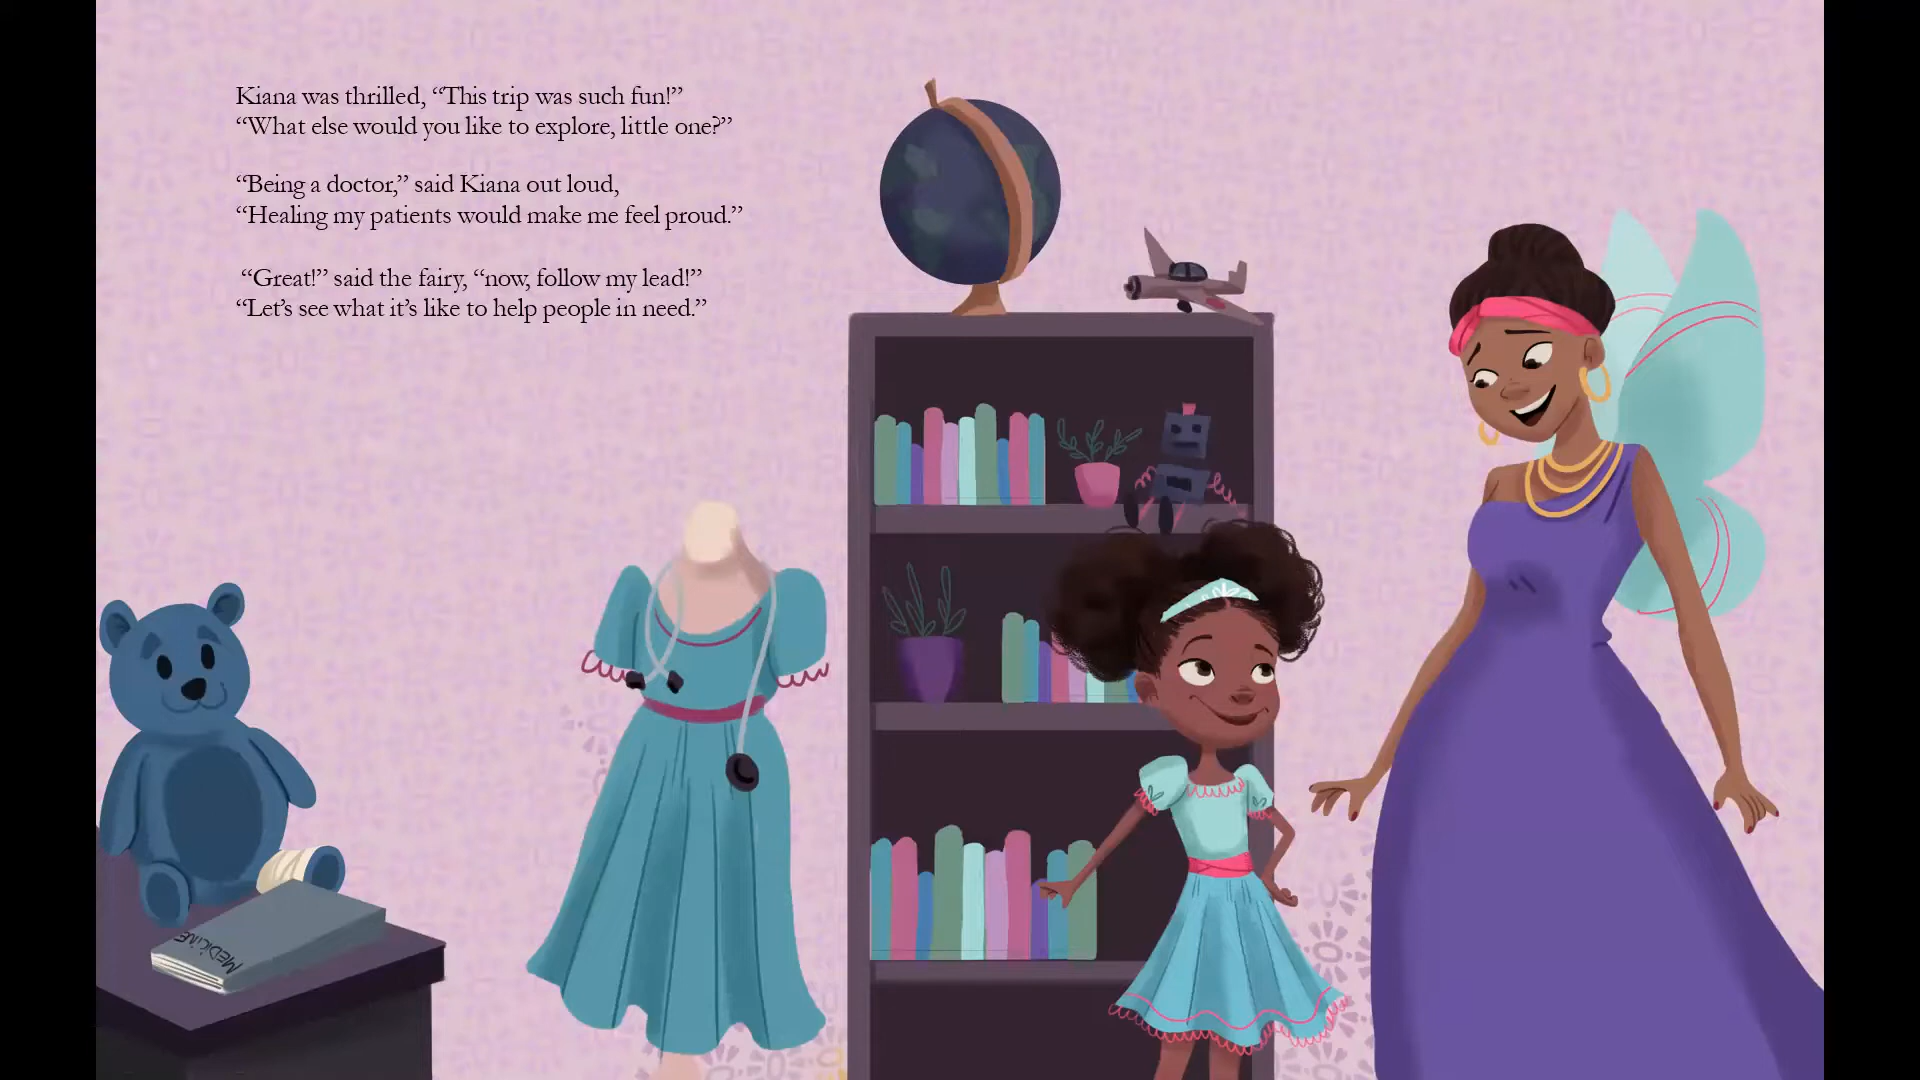 Kiana was thrilled, “This trip was such fun!”
“What else would you like to explore, little one?”
“Being a doctor,” said Kiana out loud,
“Healing my patients would make me feel proud.”
“Great!” said the fairy, “now, follow my lead!”
“Let’s see what it’s like to help people in need.”
MEDiCiNE